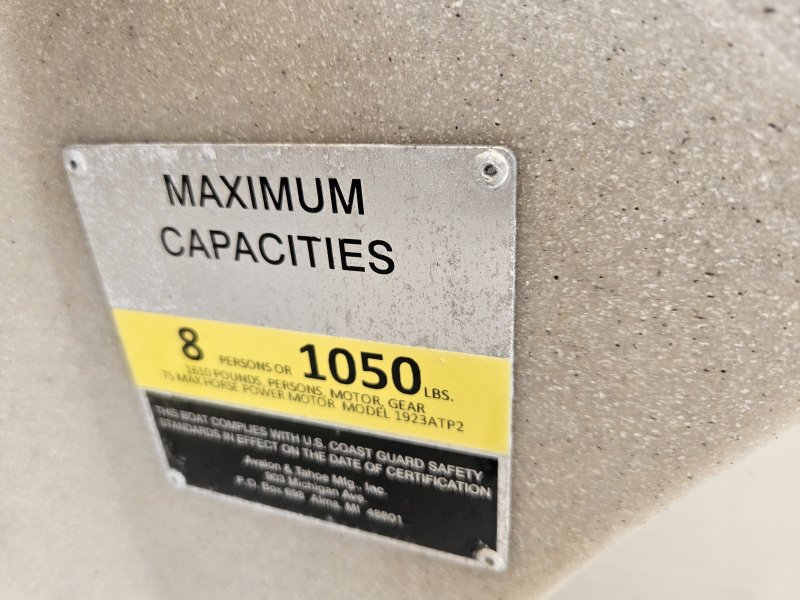 MAXIMUM
CAPACITIES
8 PERSONS OR 1050 LBS.
1610 POUNDS, PERSONS, MOTOR, GEAR
75 MAX HORSE POWER MOTOR MODEL 1923ATP2
THIS BOAT COMPLIES WITH U.S. COAST GUARD SAFETY
STANDARDS IN EFFECT ON THE DATE OF CERTIFICATION
Avalon & Tahoe Mfg., Inc.
903 Michigan Ave.
P.O. Box 698 Alma, MI 48801